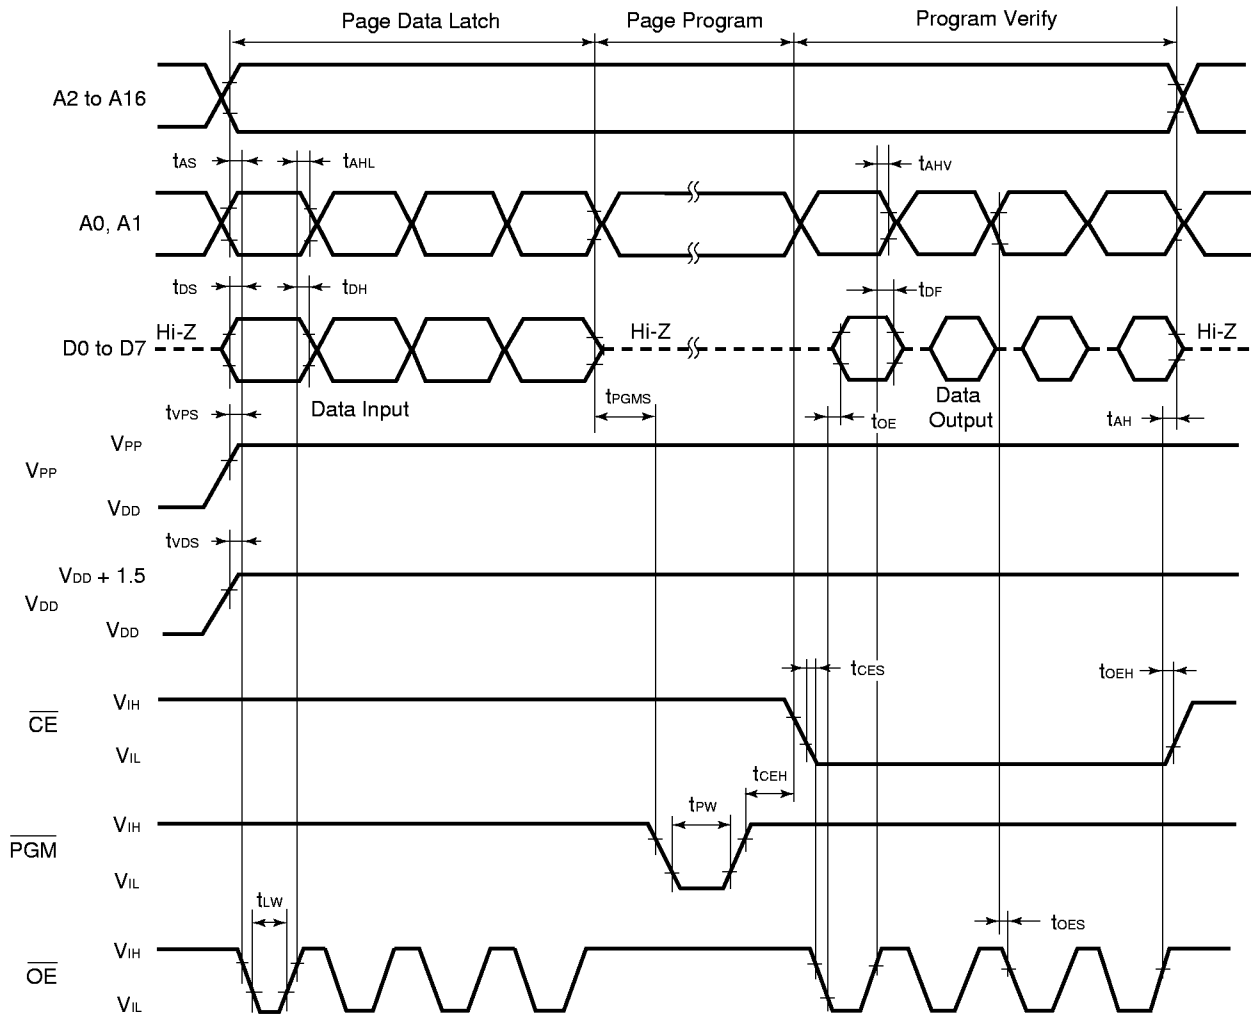 Page Data Latch Page Program Program Verify
A2 to A16
tAS tAHL tAHV
A0, A1
tDS tDH tDF
Hi-Z Hi-Z Hi-Z
D0 to D7
Data Input tPGMS Data
Output
tVPS tOE tAH
VPP
VPP
VDD
tVDS
VDD + 1.5
VDD
VDD
tCES tOEH
VIH
CE
VIL
tCEH
tPW
VIH
PGM
VIL
tLW tOES
VIH
OE
VIL